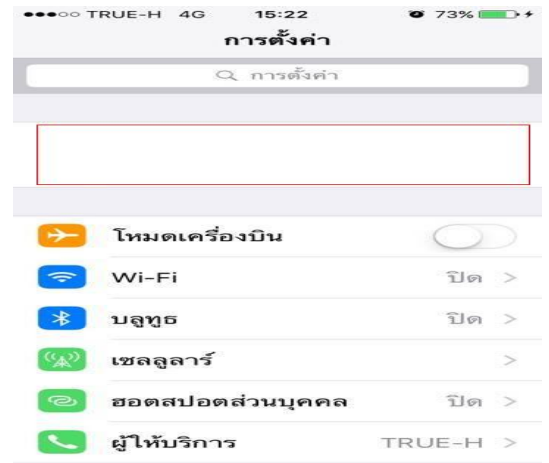 TRUE-H 4G 15:22 73%
การตั้งค่า
การตั้งค่า
โหมดเครื่องบิน
Wi-Fi ปิด
บลูทูธ ปิด
เซลลูลาร์
ฮอตสปอตส่วนบุคคล ปิด
ผู้ให้บริการ TRUE-H